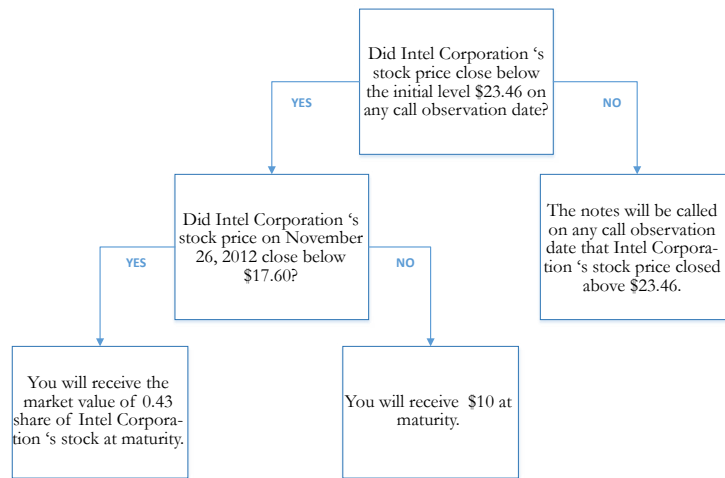 Did Intel Corporation ‘s
stock price close below
the initial level $23.46 on
any call observation date?
YES
NO
Did Intel Corporation ‘s
stock price on November
26, 2012 close below
$17.60?
The notes will be called
on any call observation
date that Intel Corpora-
tion ‘s stock price closed
above $23.46.
YES
NO
You will receive the
market value of 0.43
share of Intel Corpora-
tion ‘s stock at maturity.
You will receive  $10 at
maturity.